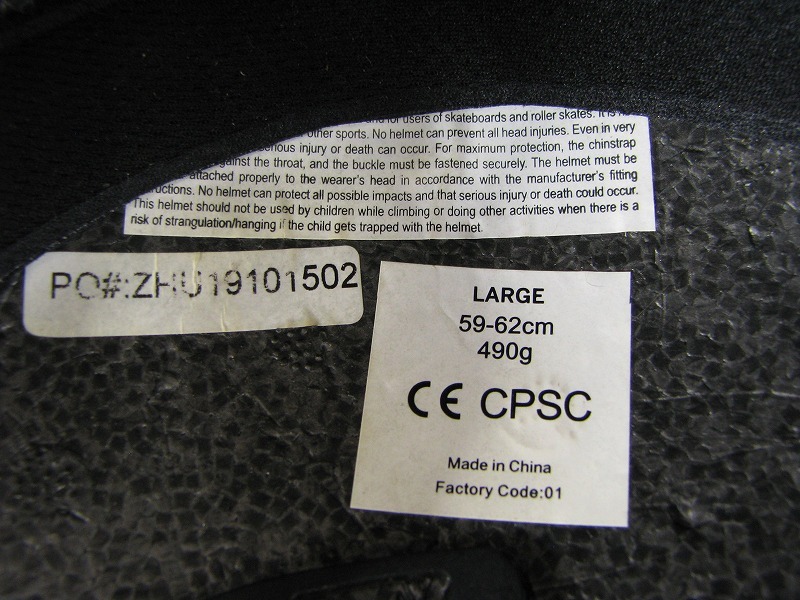 for users of skateboards and roller skates. It is
other sports. No helmet can prevent all head injuries. Even in very
injury or death can occur. For maximum protection, the chinstrap
against the throat, and the buckle must be fastened securely. The helmet must be
attached properly to the wearer's head in accordance with the manufacturer's fitting
No helmet can protect all possible impacts and that serious injury or death could occur.
This helmet should not be used by children while climbing or doing other activities when there is a
risk of strangulation/hanging if the child gets trapped with the helmet.
PO#:ZHU19101502
LARGE
59-62cm
490g
CE CPSC
Made in China
Factory Code:01